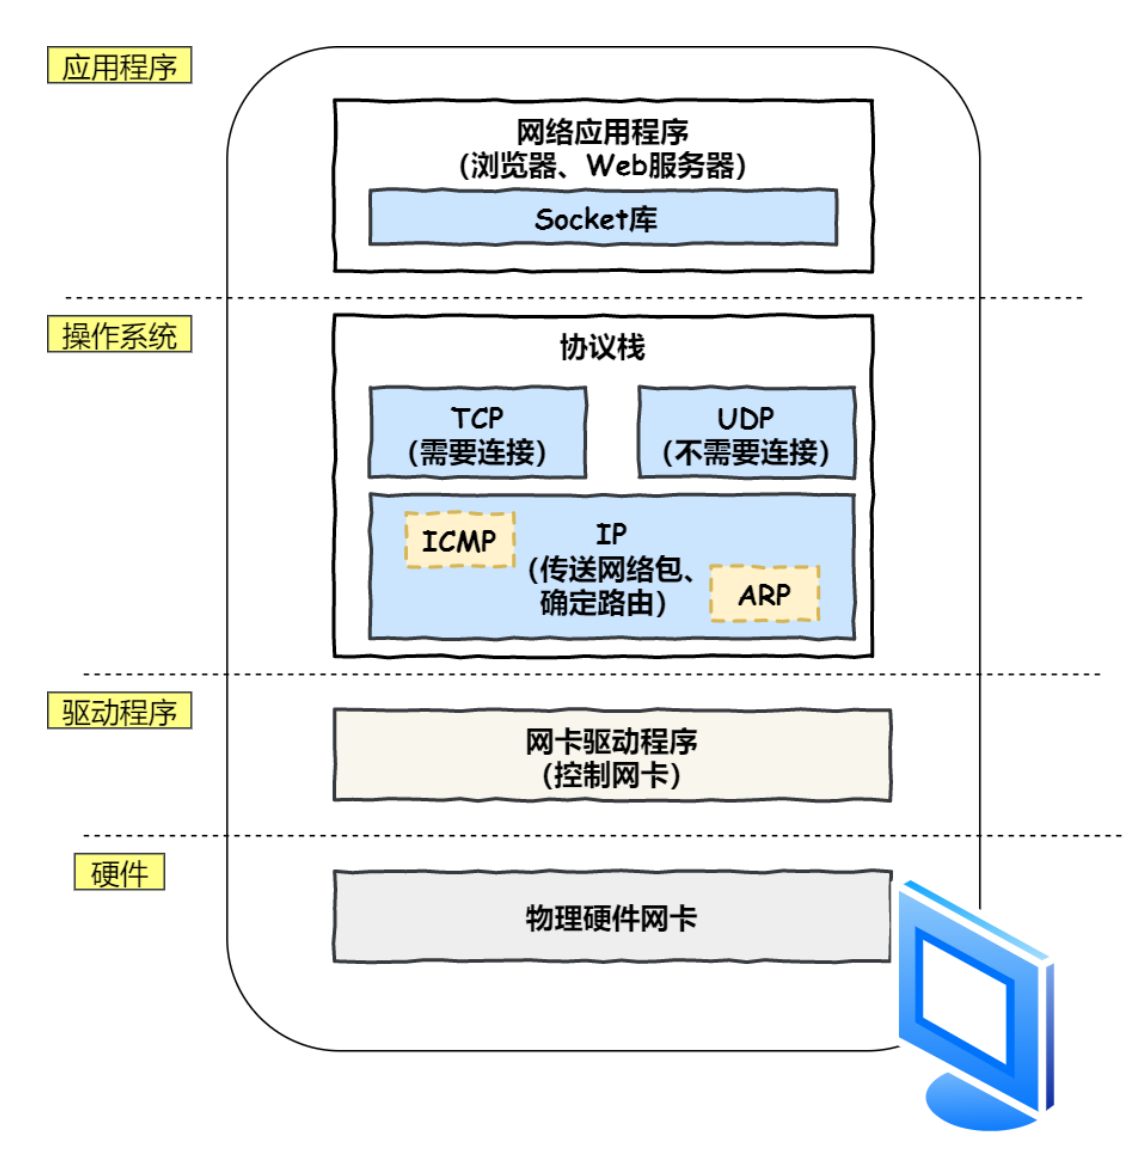 应用程序
网络应用程序
(浏览器、Web服务器)
Socket库
操作系统
协议栈
TCP
(需要连接)
UDP
(不需要连接)
ICMP
IP
(传送网络包、
确定路由)
ARP
驱动程序
网卡驱动程序
(控制网卡)
硬件
物理硬件网卡